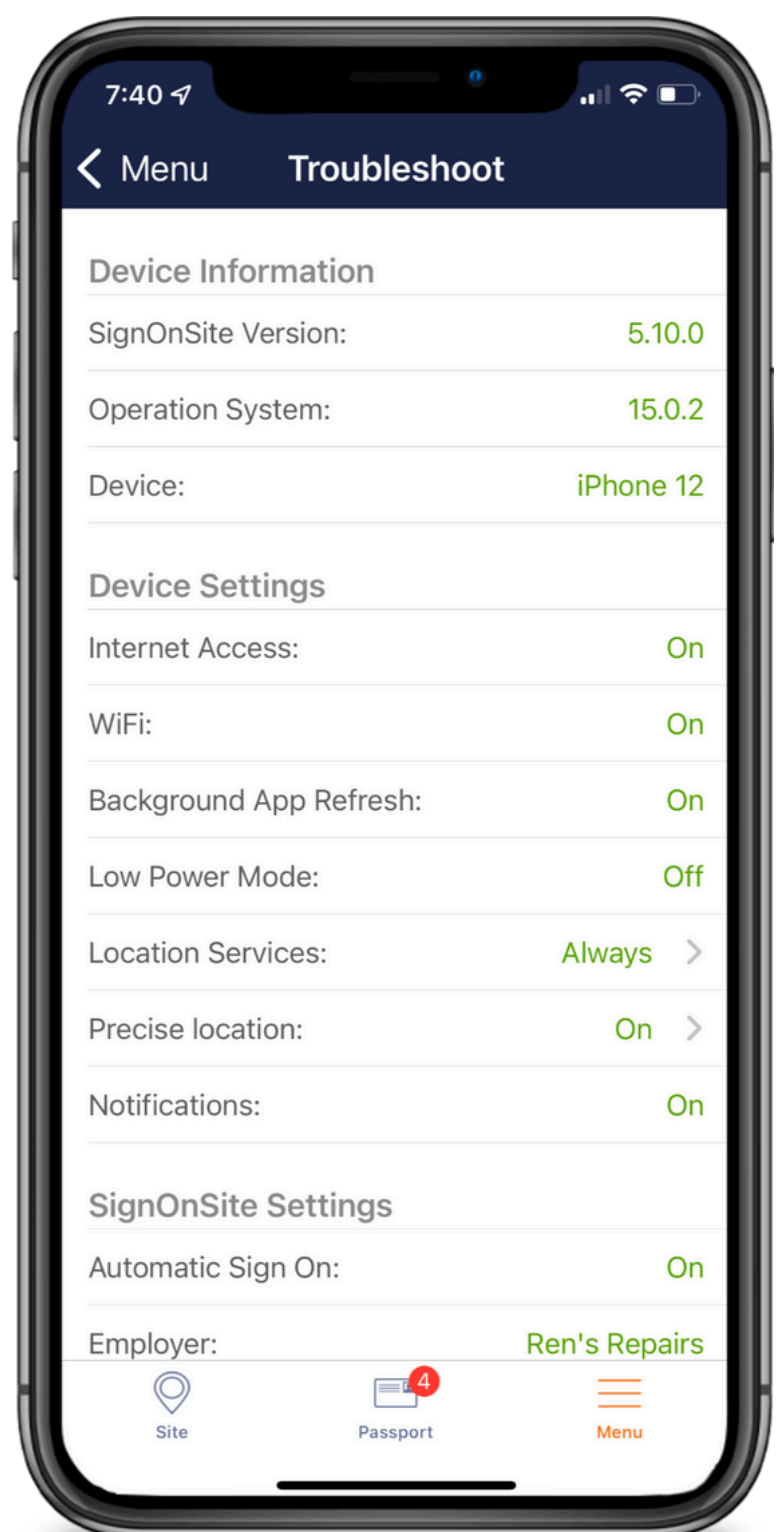 7:40
Menu Troubleshoot
Device Information
SignOnSite Version: 5.10.0
Operation System: 15.0.2
Device: iPhone 12
Device Settings
Internet Access: On
WiFi: On
Background App Refresh: On
Low Power Mode: Off
Location Services: Always
Precise location: On
Notifications: On
SignOnSite Settings
Automatic Sign On: On
Employer: Ren's Repairs
4
Site Passport Menu